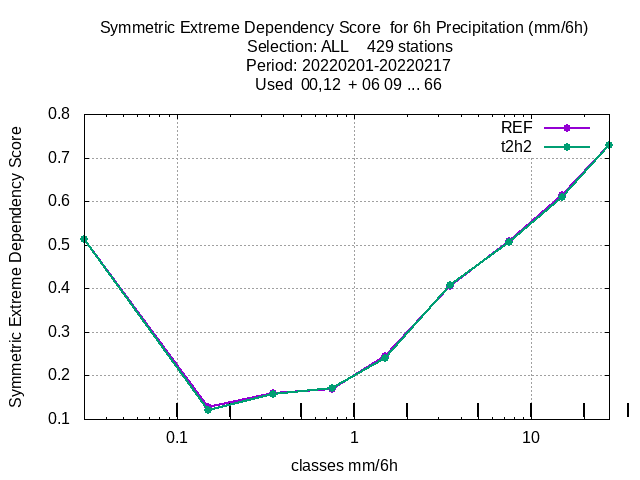 Symmetric Extreme Dependency Score  for 6h Precipitation (mm/6h)
Selection: ALL    429 stations
Period: 20220201-20220217
Used  00,12  + 06 09 ... 66
REF
t2h2
Symmetric Extreme Dependency Score
0.8
0.7
0.6
0.5
0.4
0.3
0.2
0.1
0.1 1 10
classes mm/6h